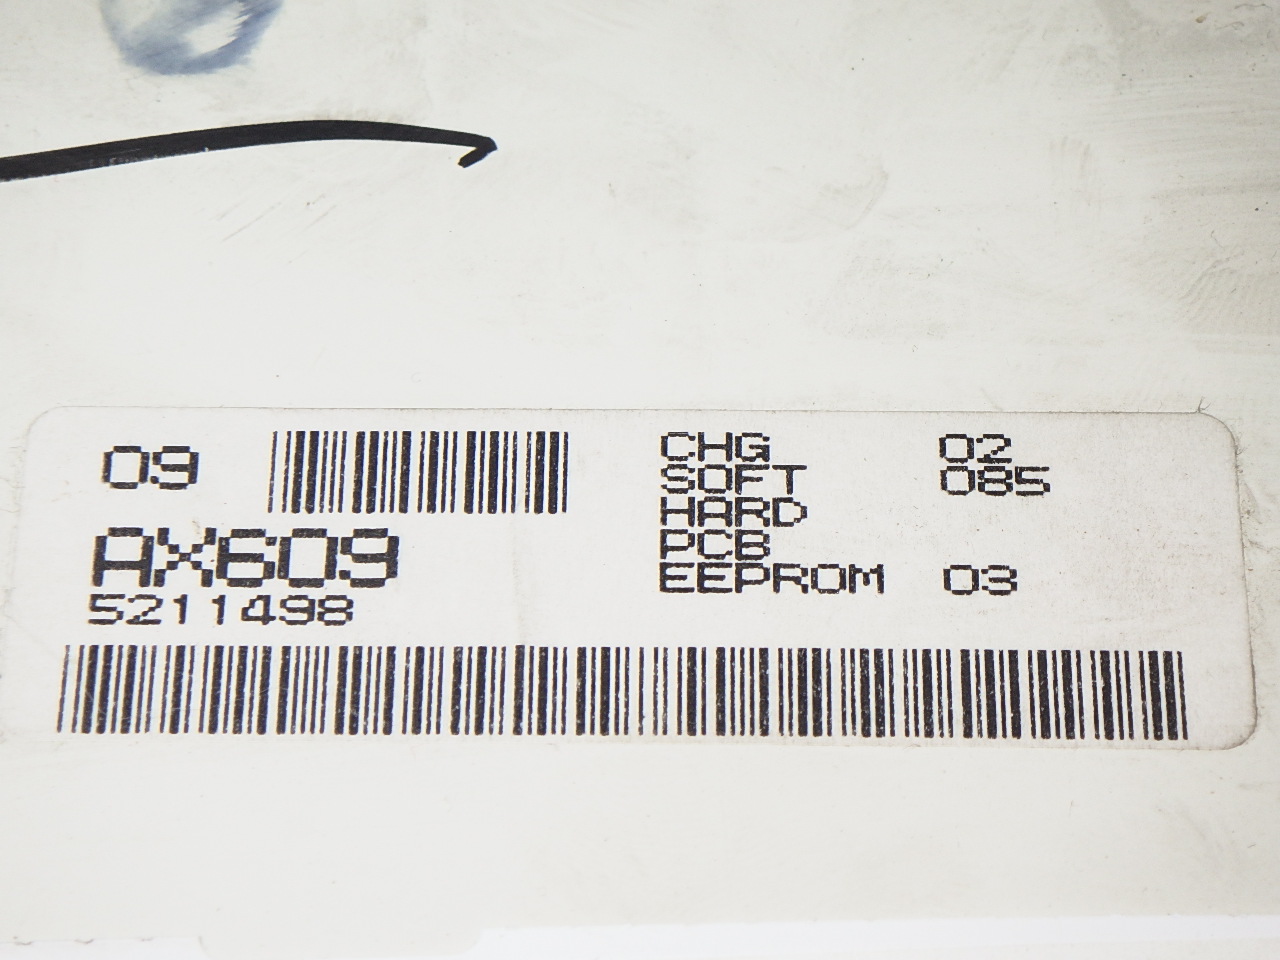 09
AX609
5211498
CHG 02
SOFT 085
HARD
PCB
EEPROM 03